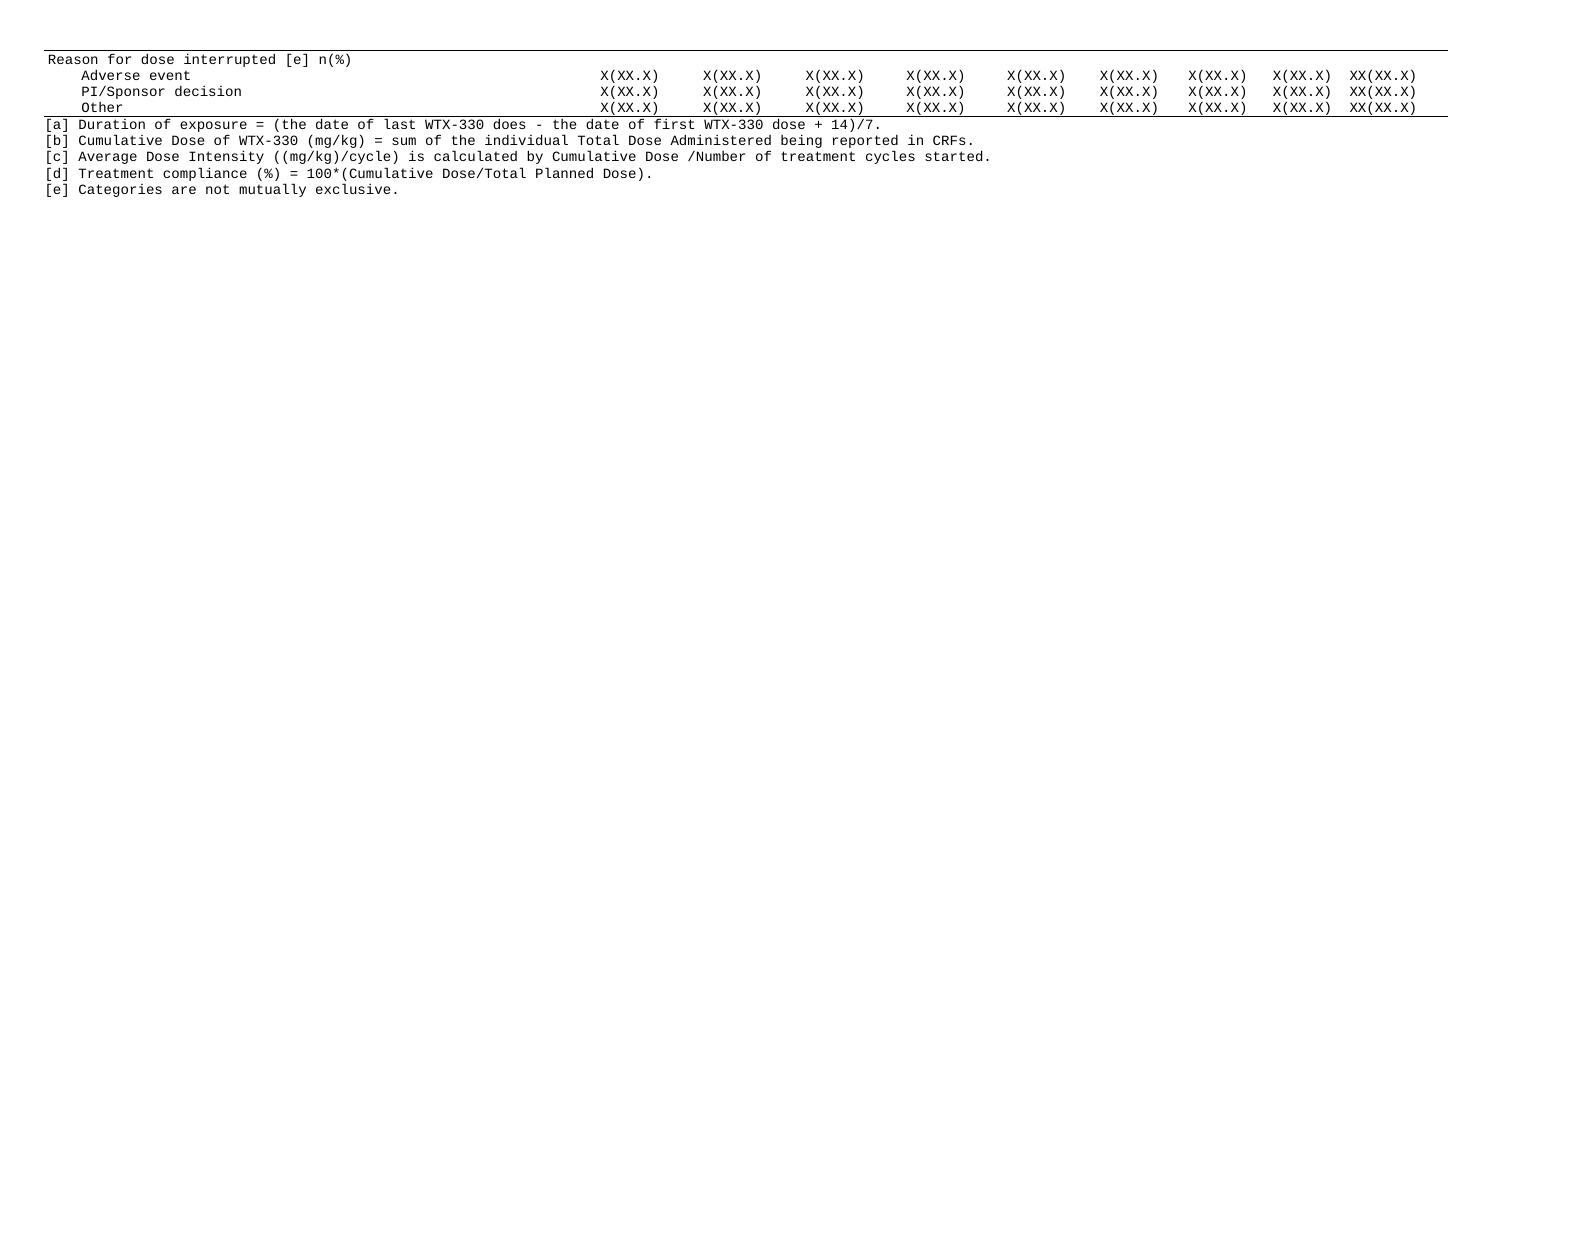 Reason for dose interrupted [e] n(%)
Adverse event X(XX.X) X(XX.X) X(XX.X) X(XX.X) X(XX.X) X(XX.X) X(XX.X) X(XX.X) XX(XX.X)
PI/Sponsor decision X(XX.X) X(XX.X) X(XX.X) X(XX.X) X(XX.X) X(XX.X) X(XX.X) X(XX.X) XX(XX.X)
Other X(XX.X) X(XX.X) X(XX.X) X(XX.X) X(XX.X) X(XX.X) X(XX.X) X(XX.X) XX(XX.X)
[a] Duration of exposure = (the date of last WTX-330 does - the date of first WTX-330 dose + 14)/7.
[b] Cumulative Dose of WTX-330 (mg/kg) = sum of the individual Total Dose Administered being reported in CRFs.
[c] Average Dose Intensity ((mg/kg)/cycle) is calculated by Cumulative Dose /Number of treatment cycles started.
[d] Treatment compliance (%) = 100*(Cumulative Dose/Total Planned Dose).
[e] Categories are not mutually exclusive.